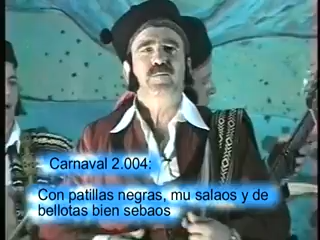 Carnaval 2.004:
Con patillas negras, mu salaos y de
bellotas bien sebaos